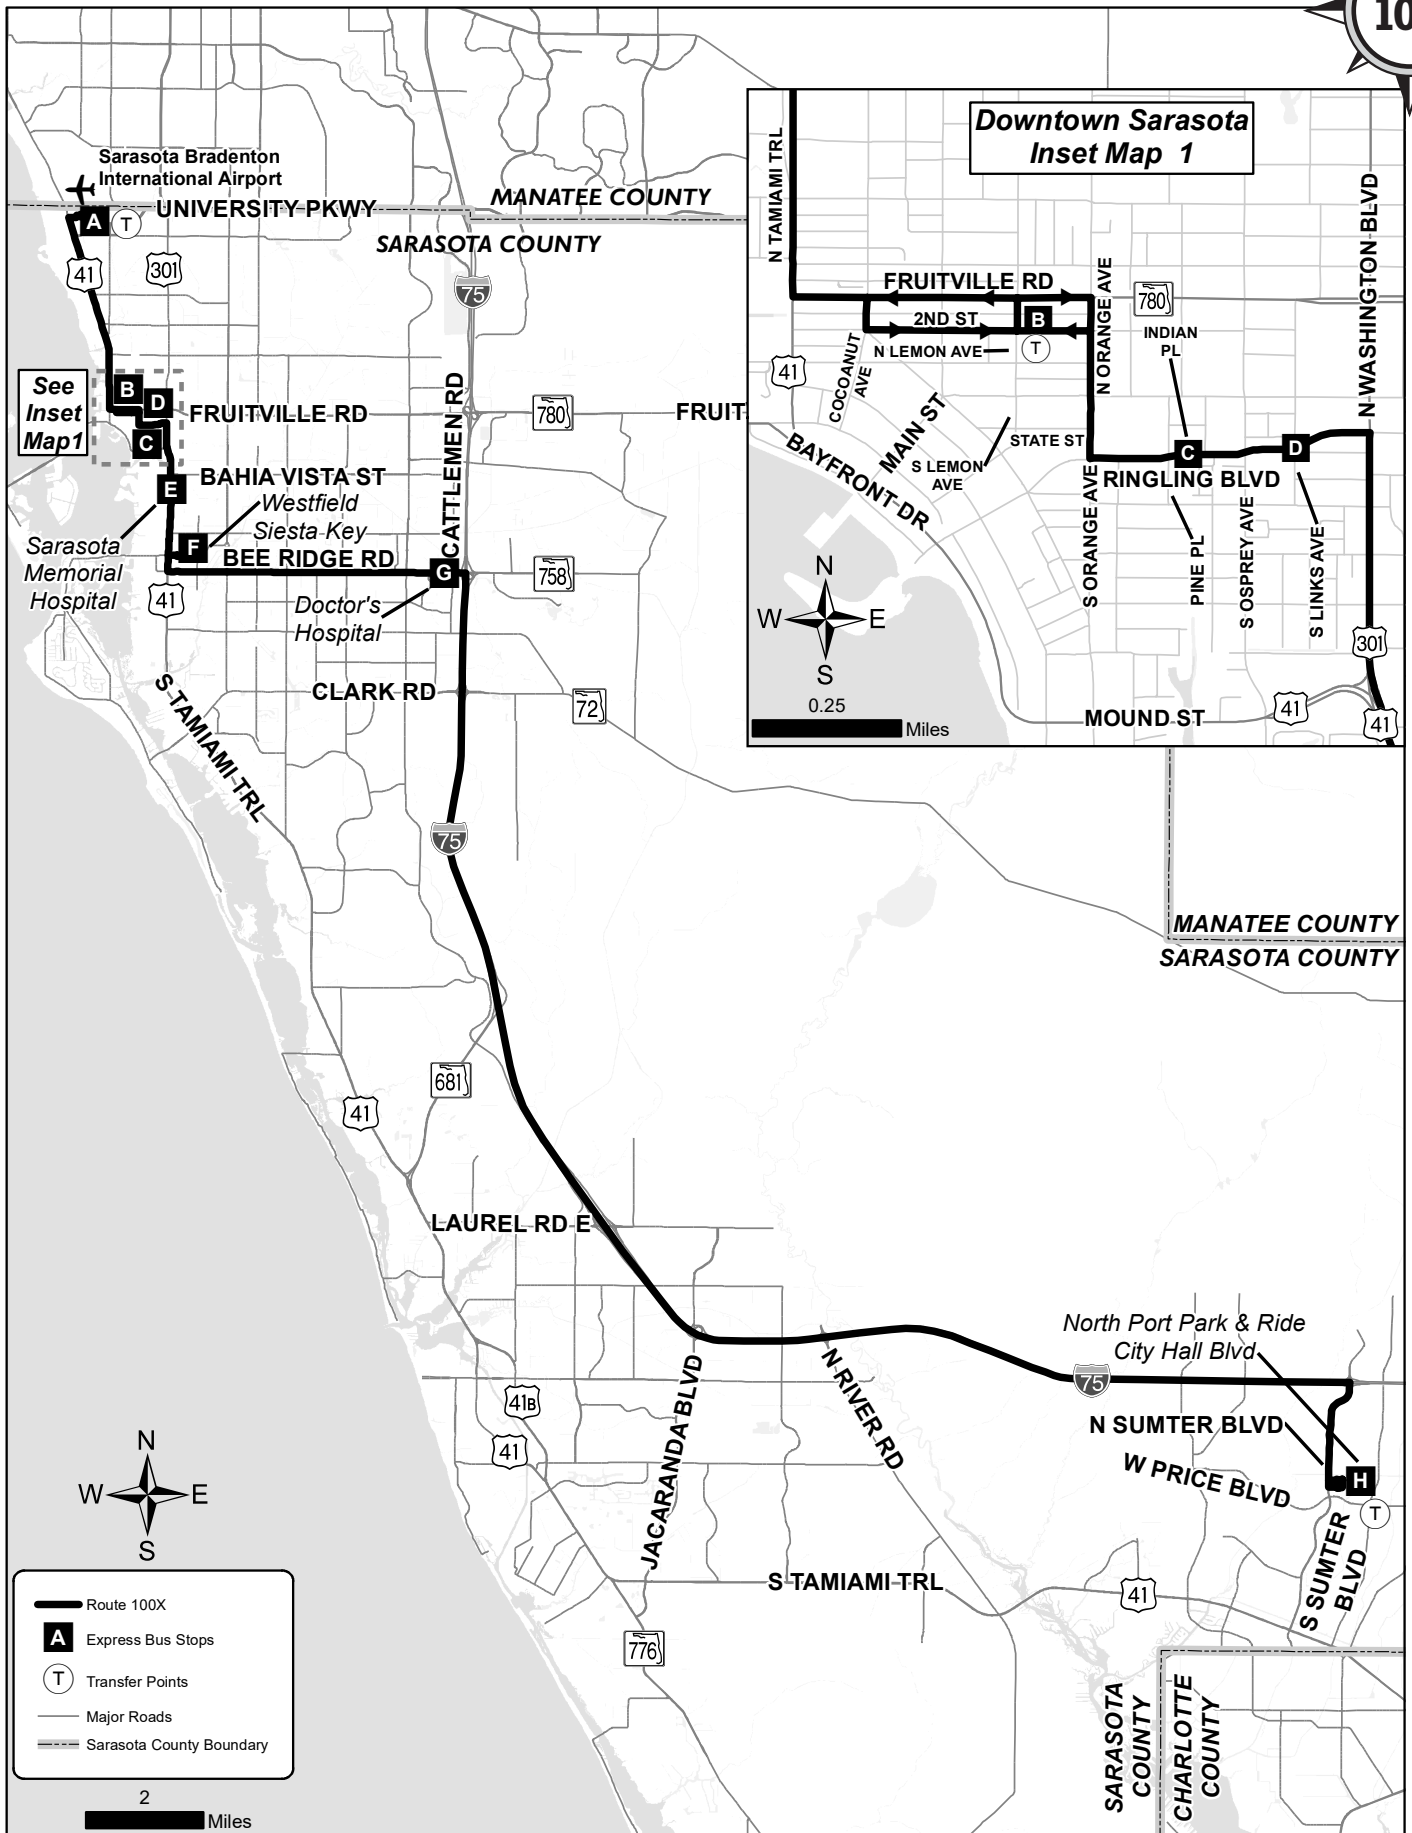 10
Sarasota Bradenton
International Airport
UNIVERSITY PKWY
MANATEE COUNTY
SARASOTA COUNTY
A
T
41
301
75
See
Inset
Map1
B
D
C
FRUITVILLE RD
780
FRUIT
CATTLEMEN RD
E
BAHIA VISTA ST
Westfield
Siesta Key
F
BEE RIDGE RD
G
758
Sarasota
Memorial
Hospital
41
Doctor's
Hospital
CLARK RD
72
S TAMIAMI TRL
75
Downtown Sarasota
Inset Map 1
N TAMIAMI TRL
N WASHINGTON BLVD
FRUITVILLE RD
N ORANGE AVE
780
2ND ST
B
T
N LEMON AVE
INDIAN
PL
41
COCOANUT
AVE
MAIN ST
STATE ST
S LEMON
AVE
BAYFRONT DR
C
D
RINGLING BLVD
S ORANGE AVE
PINE PL
S OSPREY AVE
S LINKS AVE
N
W
E
S
0.25
Miles
301
MOUND ST
41
41
MANATEE COUNTY
SARASOTA COUNTY
681
41
LAUREL RD E
North Port Park & Ride
City Hall Blvd
75
JACARANDA BLVD
N RIVER RD
41B
41
N SUMTER BLVD
W PRICE BLVD
H
T
S SUMTER
BLVD
S TAMIAMI TRL
41
776
SARASOTA
COUNTY
CHARLOTTE
COUNTY
N
W
E
S
Route 100X
A
Express Bus Stops
T
Transfer Points
Major Roads
Sarasota County Boundary
2
Miles